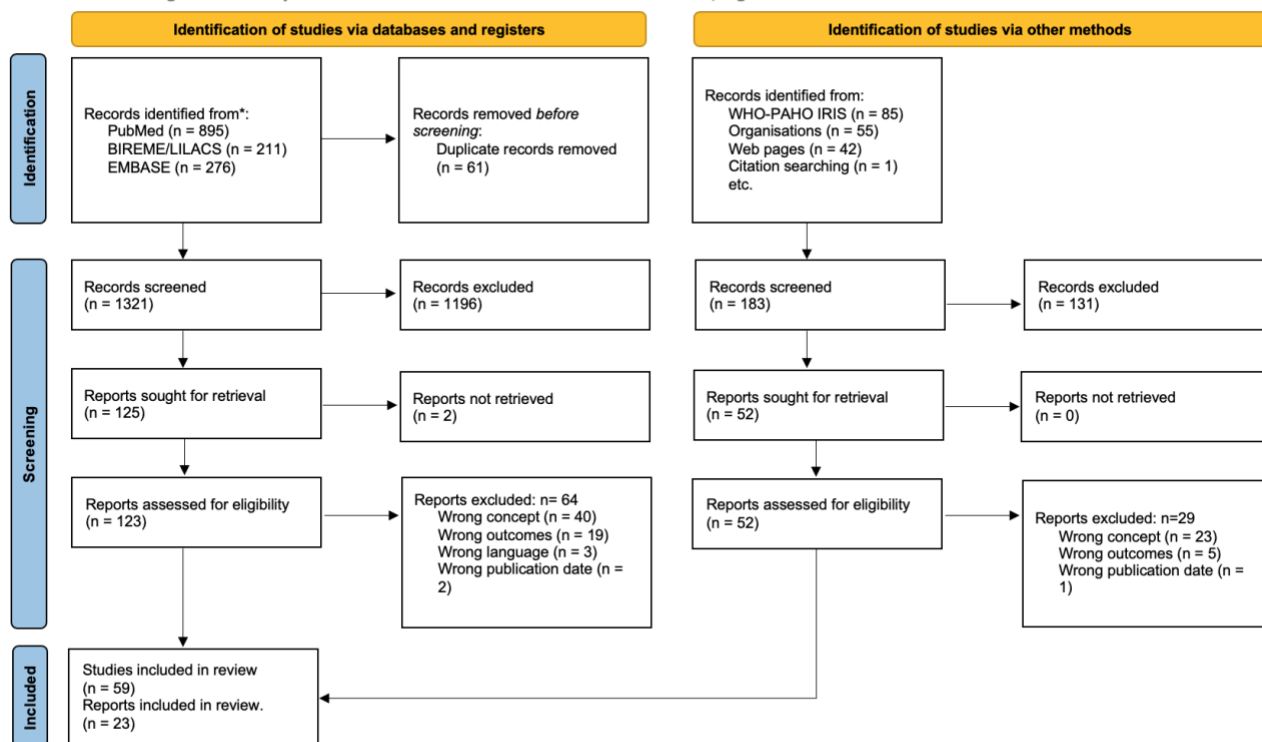 Identification of studies via databases and registers
Identification of studies via other methods
Identification
Records identified from*:
PubMed (n = 895)
BIREME/LILACS (n = 211)
EMBASE (n = 276)
Records removed before
screening:
Duplicate records removed
(n = 61)
Records identified from:
WHO-PAHO IRIS (n = 85)
Organisations (n = 55)
Web pages (n = 42)
Citation searching (n = 1)
etc.
Screening
Records screened
(n = 1321)
Records excluded
(n = 1196)
Records screened
(n = 183)
Records excluded
(n = 131)
Reports sought for retrieval
(n = 125)
Reports not retrieved
(n = 2)
Reports sought for retrieval
(n = 52)
Reports not retrieved
(n = 0)
Reports assessed for eligibility
(n = 123)
Reports excluded: n= 64
Wrong concept (n = 40)
Wrong outcomes (n = 19)
Wrong language (n = 3)
Wrong publication date (n =
2)
Reports assessed for eligibility
(n = 52)
Reports excluded: n=29
Wrong concept (n = 23)
Wrong outcomes (n = 5)
Wrong publication date (n =
1)
Included
Studies included in review
(n = 59)
Reports included in review.
(n = 23)